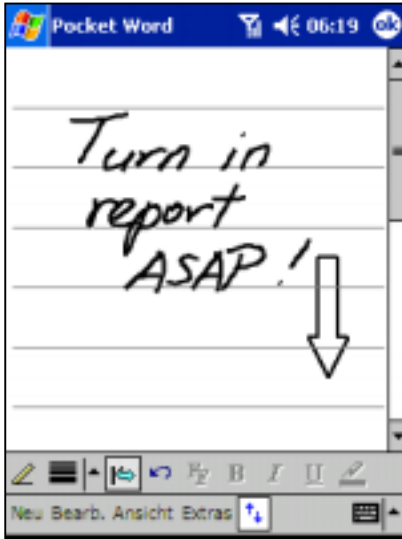 Pocket Word 06:19 ok
Turn in
report
ASAP!
B I U
Neu Bearb. Ansicht Extras